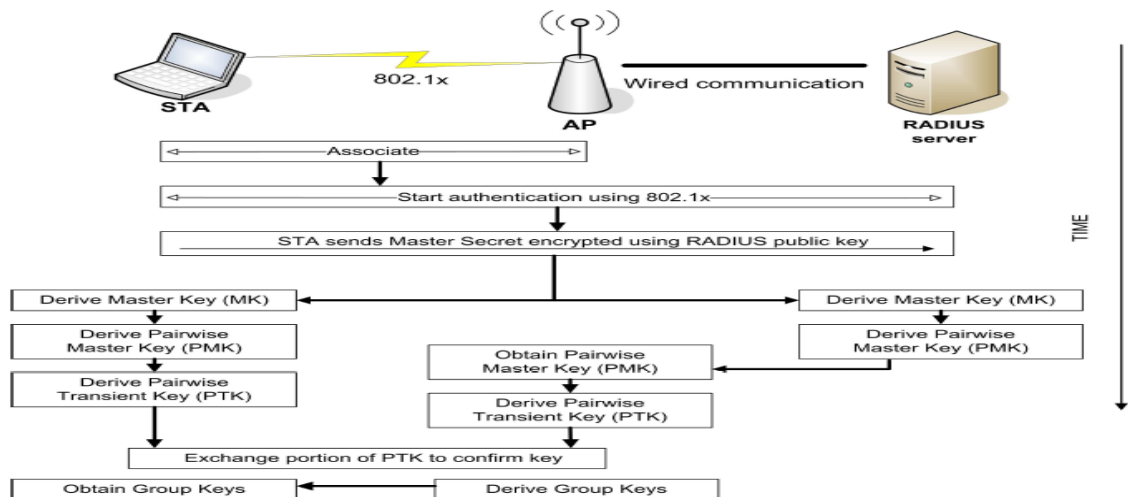 802.1x
Wired communication
STA
AP
RADIUS
server
Associate
Start authentication using 802.1x
STA sends Master Secret encrypted using RADIUS public key
TIME
Derive Master Key (MK)
Derive Master Key (MK)
Derive Pairwise
Master Key (PMK)
Derive Pairwise
Master Key (PMK)
Obtain Pairwise
Master Key (PMK)
Derive Pairwise
Transient Key (PTK)
Derive Pairwise
Transient Key (PTK)
Exchange portion of PTK to confirm key
Obtain Group Keys
Derive Group Keys